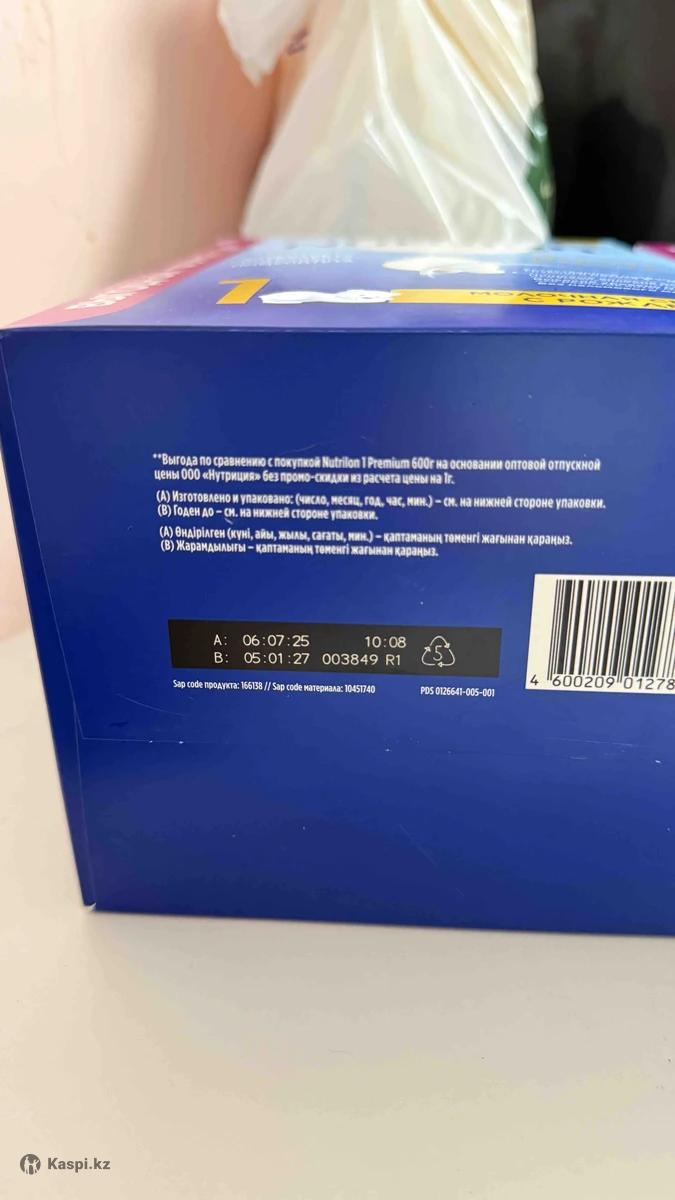 1
МОЛОЧНАЯ
С РОЖД
**Выгода по сравнению с покупкой Nutrilon 1 Premium 600г на основании оптовой отпускной
цены ООО «Нутриция» без промо-скидки из расчета цены на 1г.
(A) Изготовлено и упаковано: (число, месяц, год, час, мин.) – см. на нижней стороне упаковки.
(B) Годен до – см. на нижней стороне упаковки.
(A) Өндірілген (күні, айы, жылы, сағаты, мин.) – қаптаманың төменгі жағынан қараңыз.
(B) Жарамдылығы – қаптаманың төменгі жағынан қараңыз.
A: 06:07:25 10:08
B: 05:01:27 003849 R1
5
Sap code продукта: 166138 // Sap code материала: 10451740 PDS 0126641-005-001
4 600209 01278
Kaspi.kz